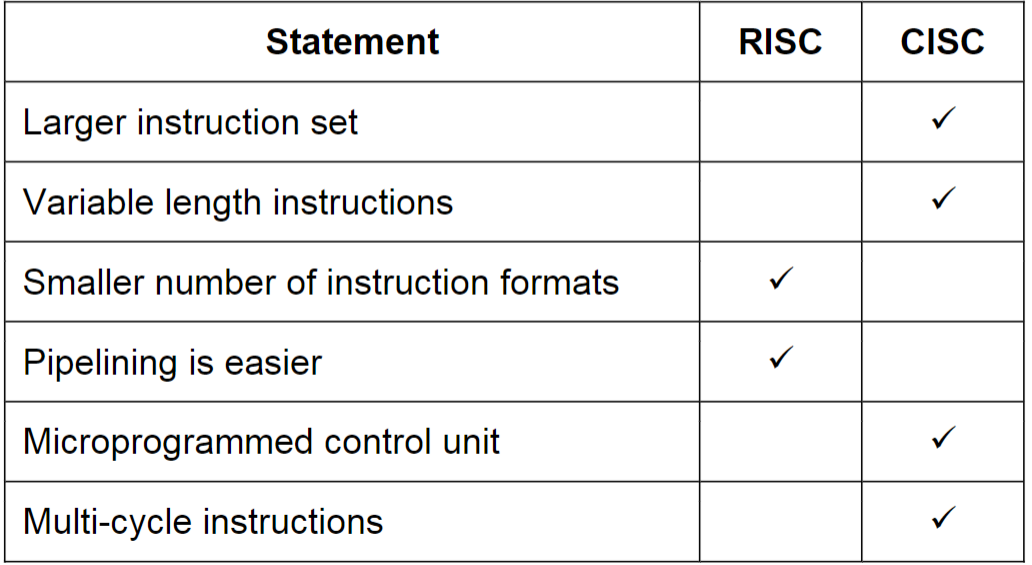 Statement RISC CISC
Larger instruction set ✓
Variable length instructions ✓
Smaller number of instruction formats ✓
Pipelining is easier ✓
Microprogrammed control unit ✓
Multi-cycle instructions ✓